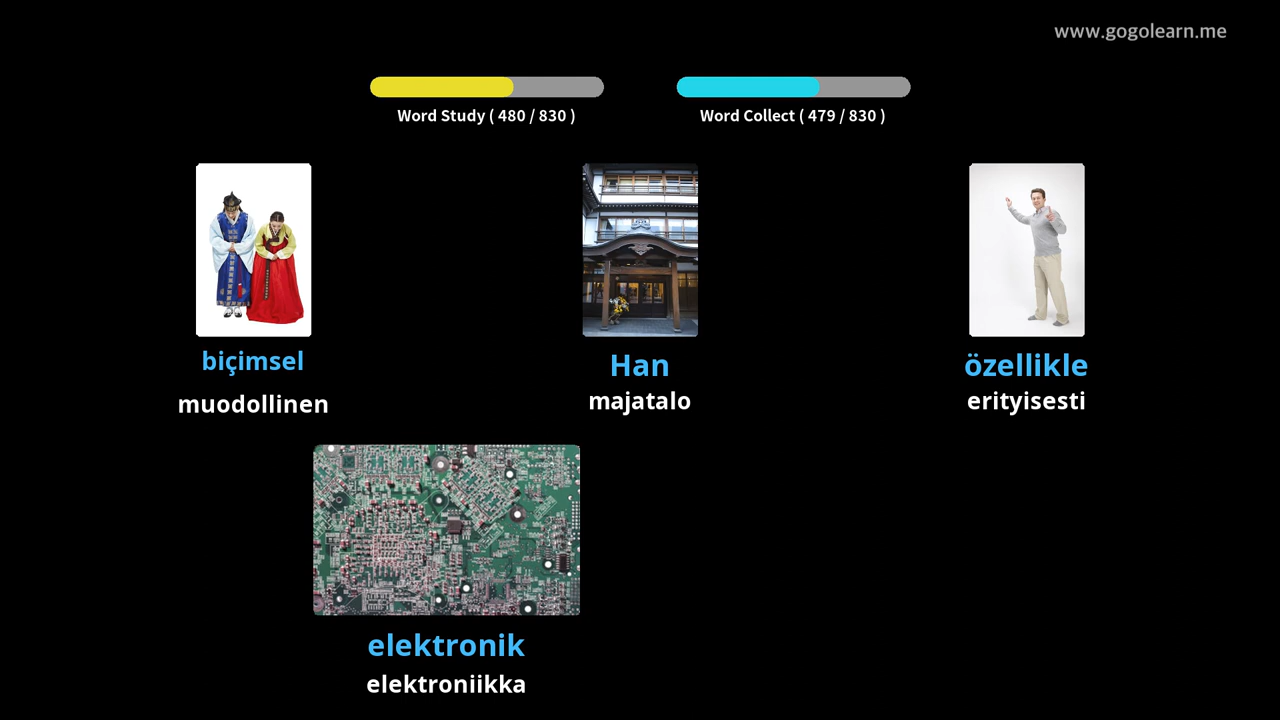 www.gogolearn.me
Word Study ( 480 / 830 )
Word Collect ( 479 / 830 )
biçimsel
muodollinen
Han
majatalo
özellikle
erityisesti
elektronik
elektroniikka